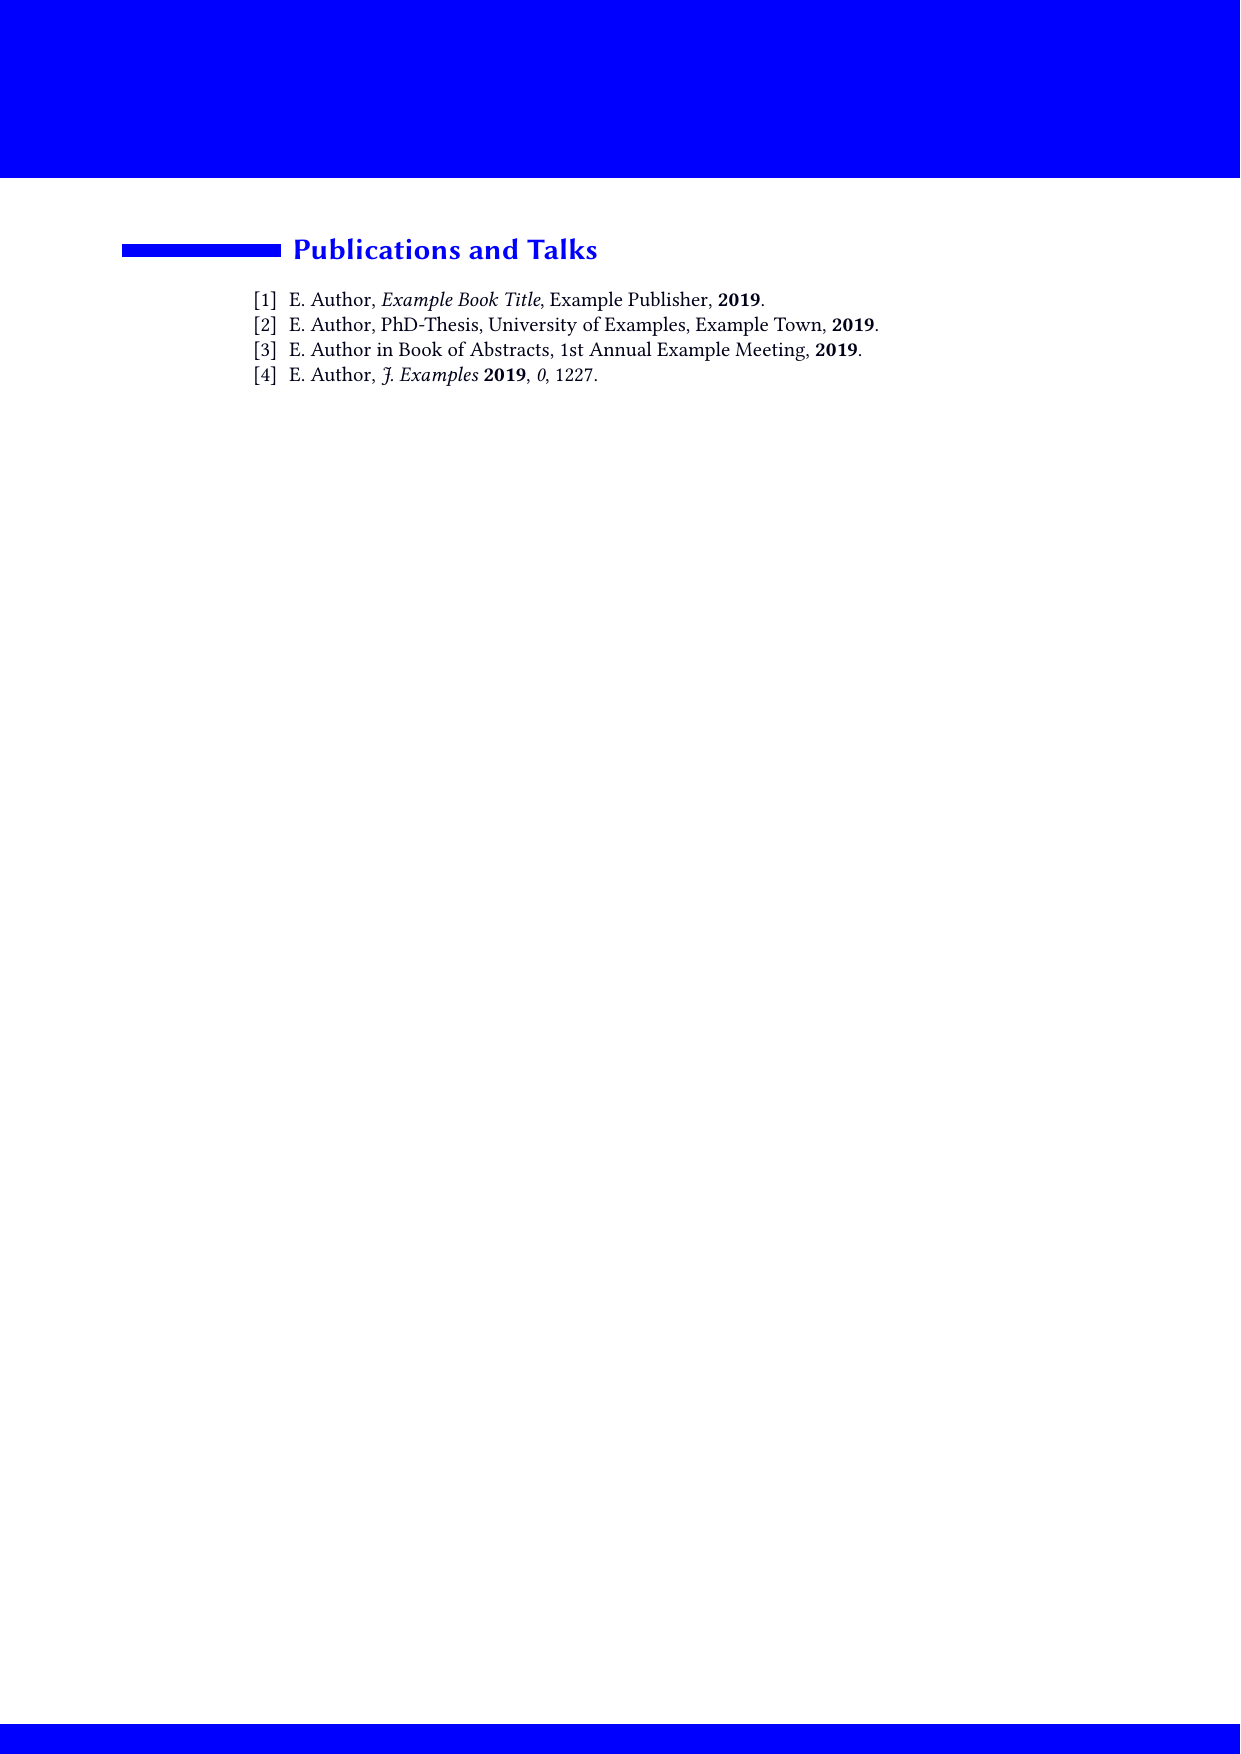 Publications and Talks
[1] E. Author, Example Book Title, Example Publisher, 2019.
[2] E. Author, PhD-Thesis, University of Examples, Example Town, 2019.
[3] E. Author in Book of Abstracts, 1st Annual Example Meeting, 2019.
[4] E. Author, J. Examples 2019, 0, 1227.